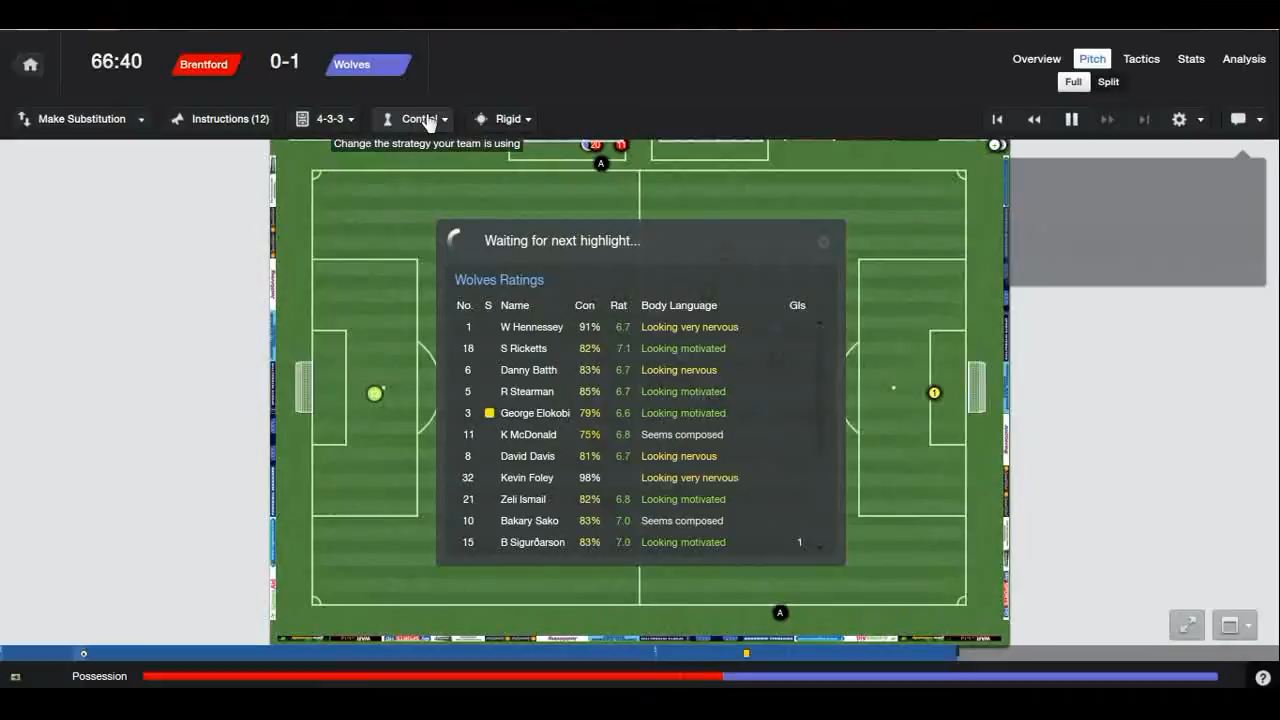 66:40 Brentford 0-1 Wolves
Overview Pitch Tactics Stats Analysis
Full Split
Make Substitution Instructions (12) 4-3-3 Rigid
Change the strategy your team is using
20 11
A
Waiting for next highlight...
Wolves Ratings
No. S Name Con Rat Body Language Gls
1 W Hennessey 91% 6.7 Looking very nervous
18 S Ricketts 82% 7.1 Looking motivated
6 Danny Batth 83% 6.7 Looking nervous
5 R Stearman 85% 6.7 Looking motivated
3 George Elokobi 79% 6.6 Looking motivated
11 K McDonald 75% 6.8 Seems composed
8 David Davis 81% 6.7 Looking nervous
32 Kevin Foley 98% Looking very nervous
21 Zeli Ismail 82% 6.8 Looking motivated
10 Bakary Sako 83% 7.0 Seems composed
15 B Sigurðarson 83% 7.0 Looking motivated 1
1
A
Possession
?